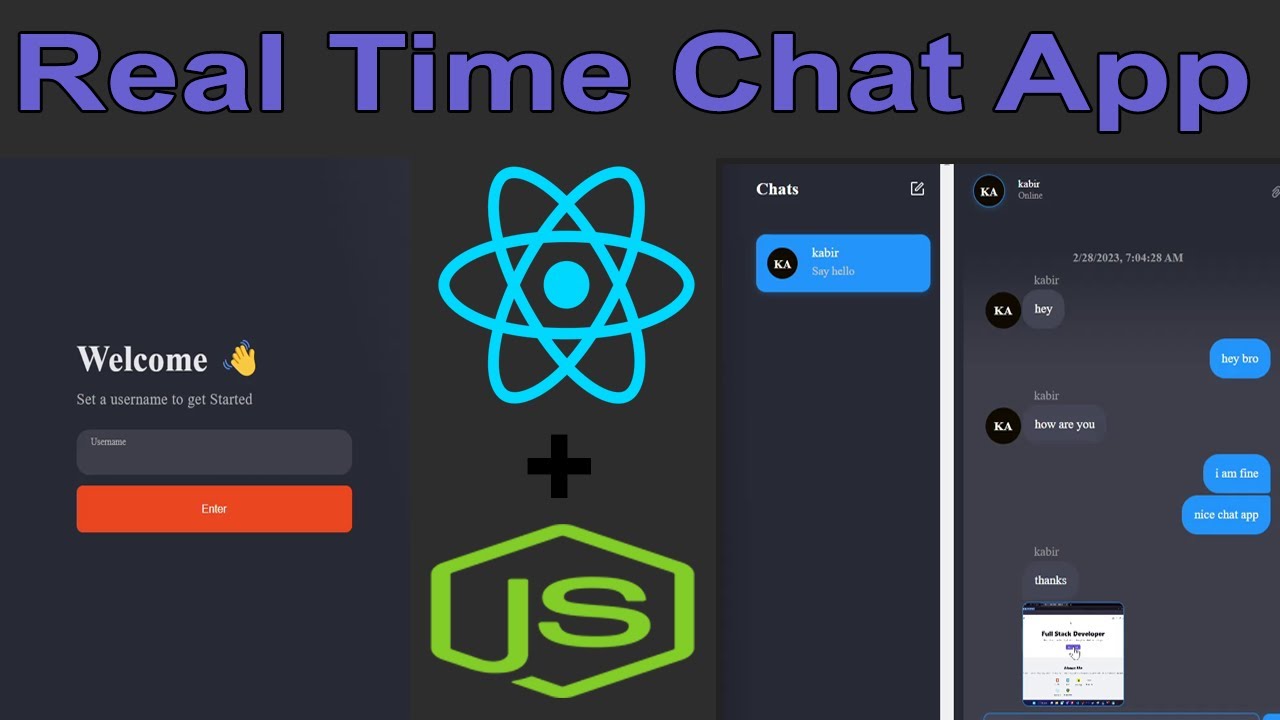 Real Time Chat App
Welcome 👋
Set a username to get Started
Username
Enter
JS
Chats
KA
kabir
Say hello
KA
kabir
Online
2/28/2023, 7:04:28 AM
kabir
KA
hey
hey bro
kabir
KA
how are you
i am fine
nice chat app
kabir
thanks
Full Stack Developer
About Me